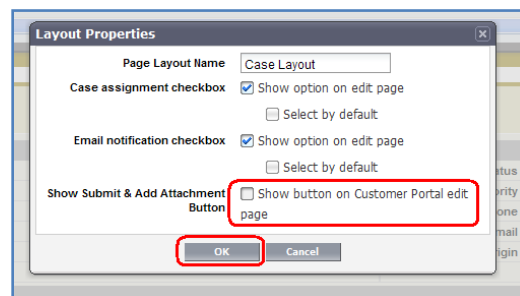 Layout Properties
Page Layout Name Case Layout
Case assignment checkbox Show option on edit page
Select by default
Email notification checkbox Show option on edit page
Select by default
Show Submit & Add Attachment Button Show button on Customer Portal edit page
OK Cancel
tus
ority
one
mail
igin